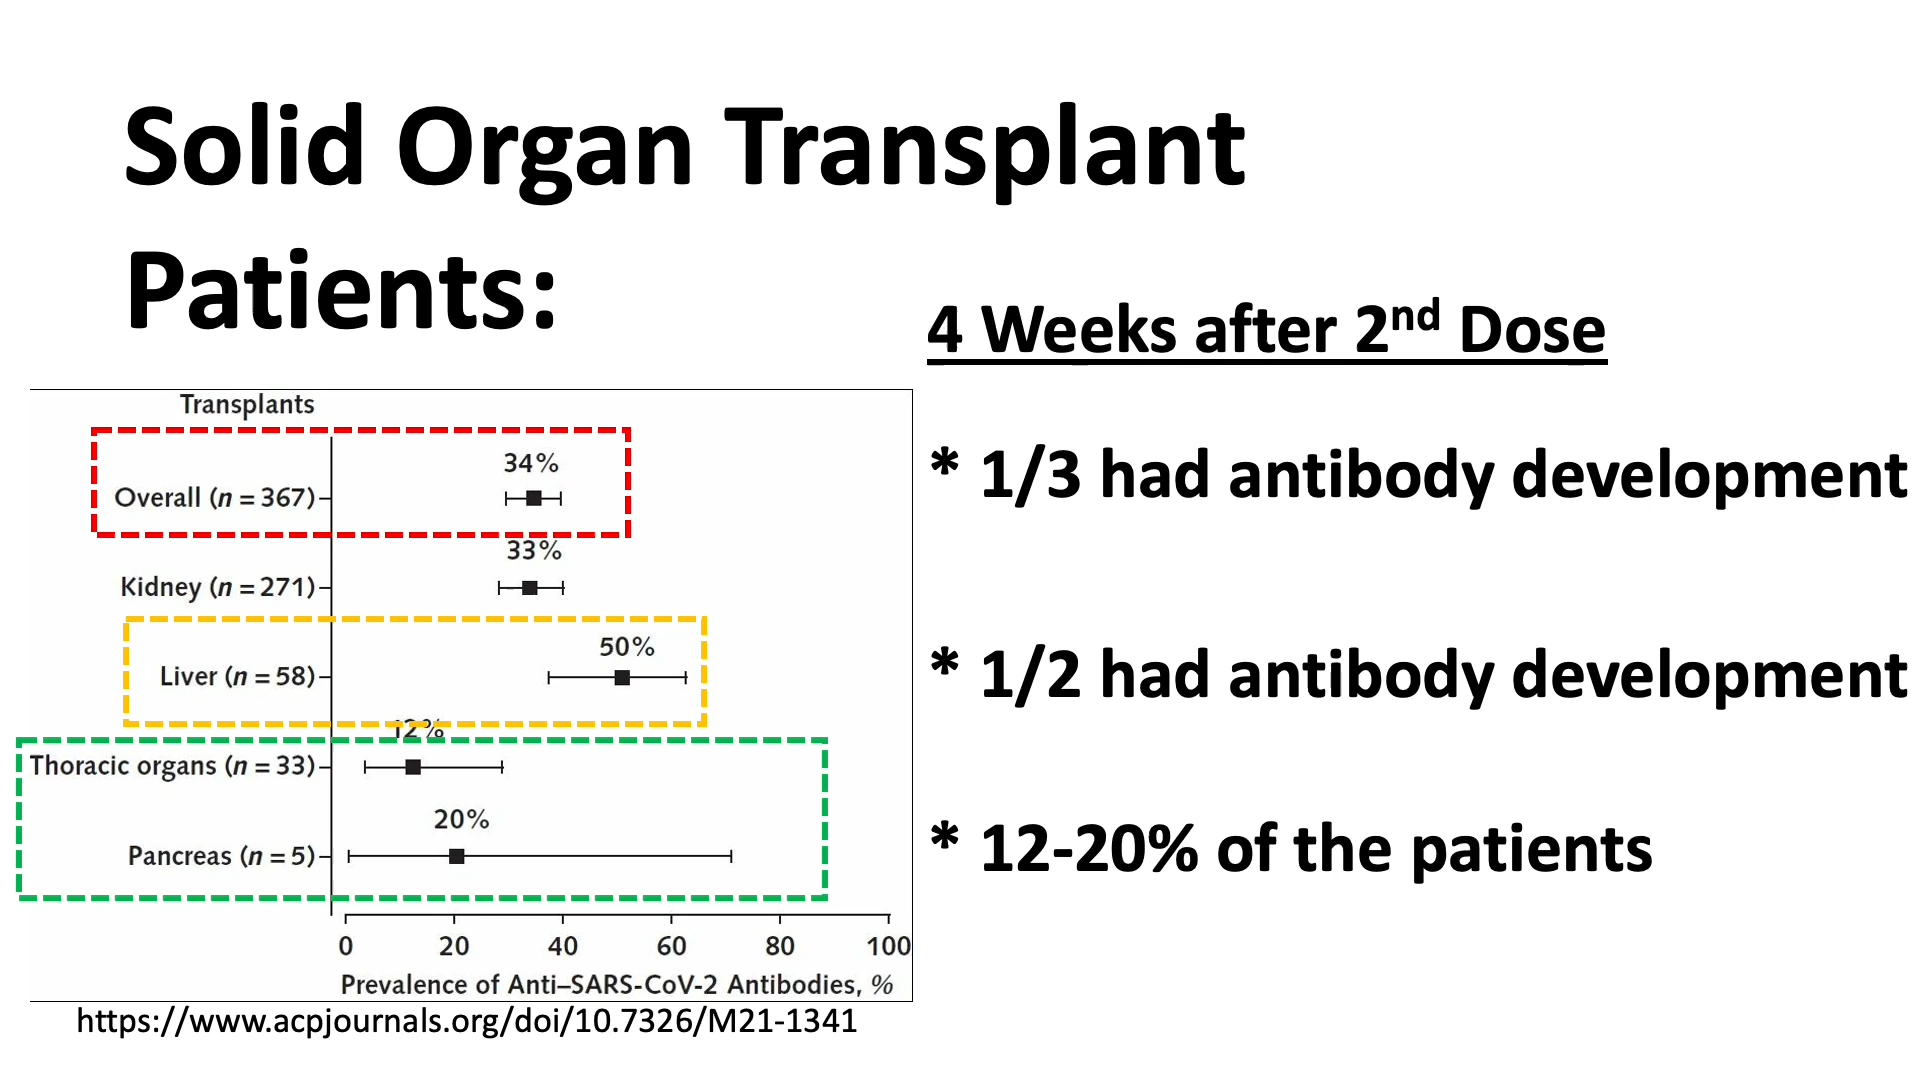 Solid Organ Transplant
Patients:
4 Weeks after 2nd Dose
* 1/3 had antibody development
* 1/2 had antibody development
* 12-20% of the patients
Transplants
34%
Overall (n = 367)
33%
Kidney (n = 271)
50%
Liver (n = 58)
12%
Thoracic organs (n = 33)
20%
Pancreas (n = 5)
0 20 40 60 80 100
Prevalence of Anti–SARS-CoV-2 Antibodies, %
https://www.acpjournals.org/doi/10.7326/M21-1341